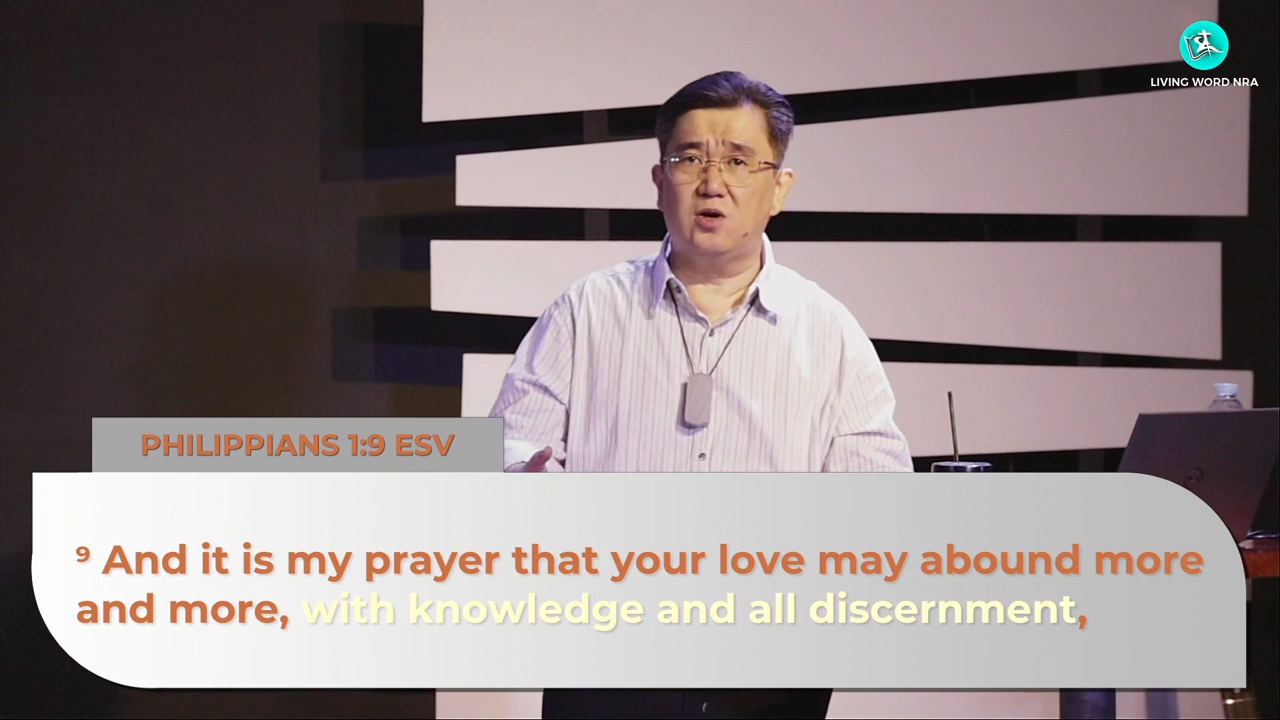 LIVING WORD NRA
PHILIPPIANS 1:9 ESV
⁹ And it is my prayer that your love may abound more
and more, with knowledge and all discernment,